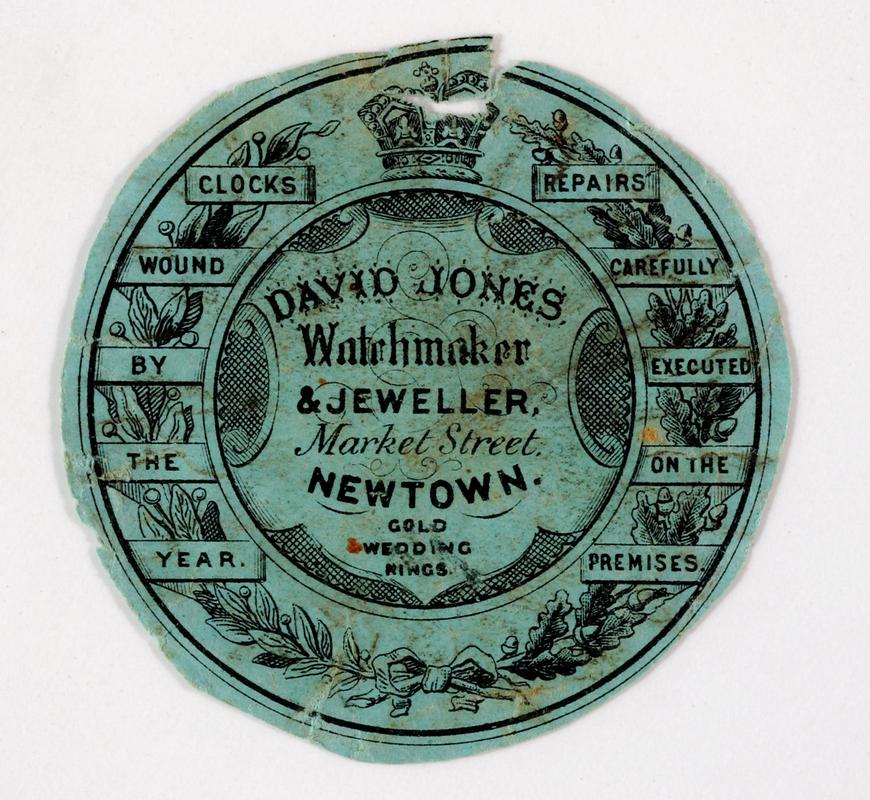 CLOCKS
WOUND
BY
THE
YEAR.
DAVID JONES,
Watchmaker
& JEWELLER,
Market Street.
NEWTOWN.
GOLD
WEDDING
RINGS.
REPAIRS
CAREFULLY
EXECUTED
ON THE
PREMISES.